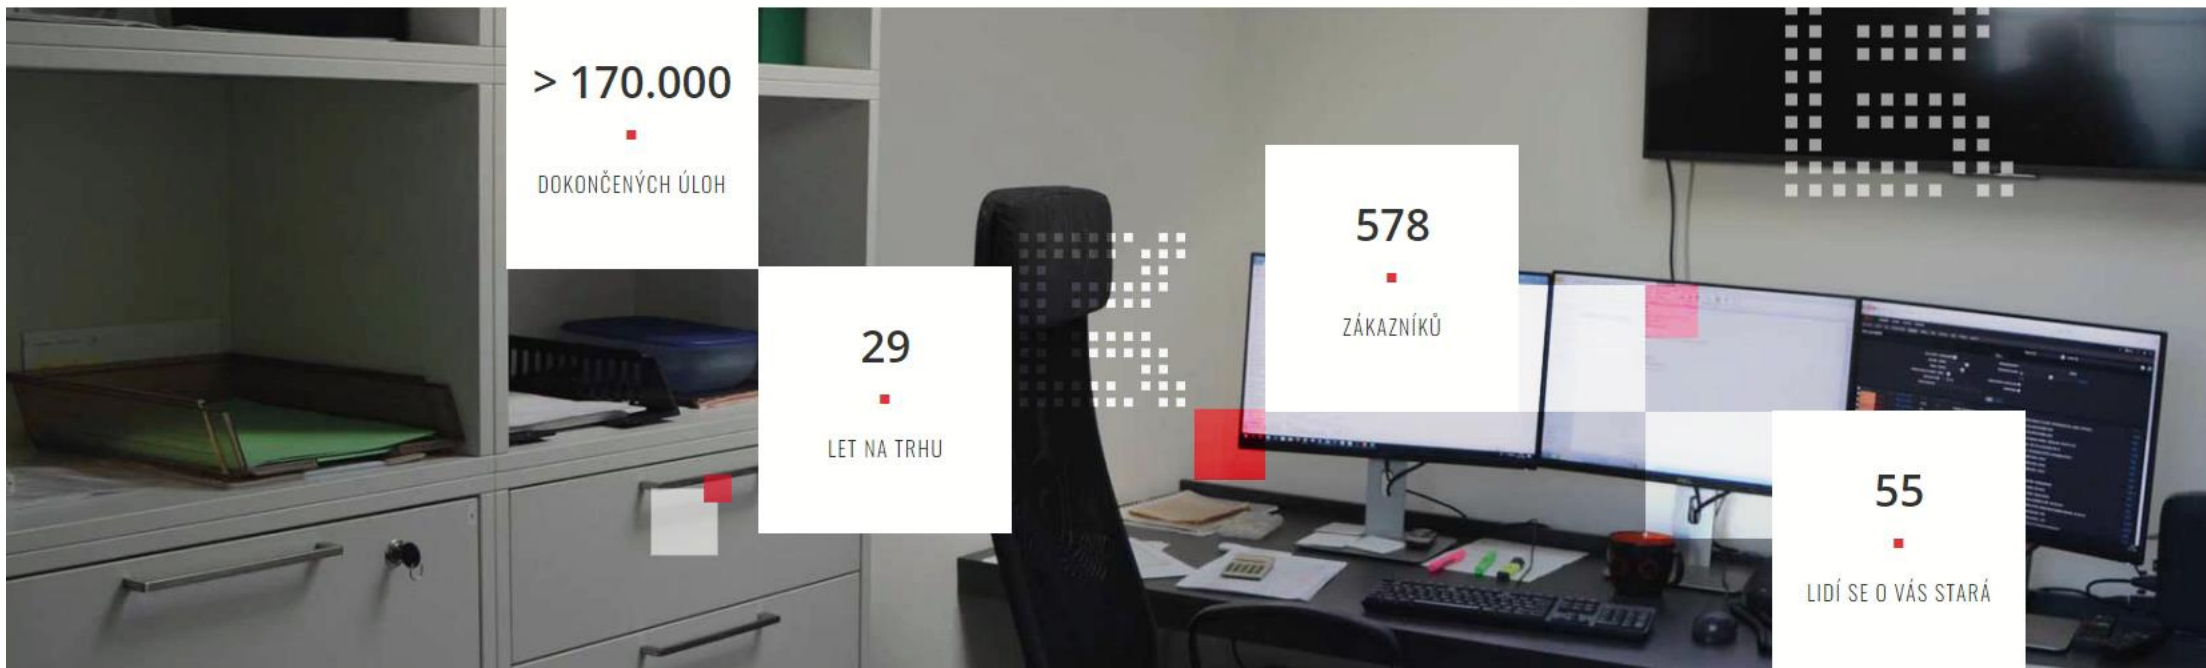 > 170.000
DOKONČENÝCH ÚLOH
29
LET NA TRHU
578
ZÁKAZNÍKŮ
55
LIDÍ SE O VÁS STARÁ